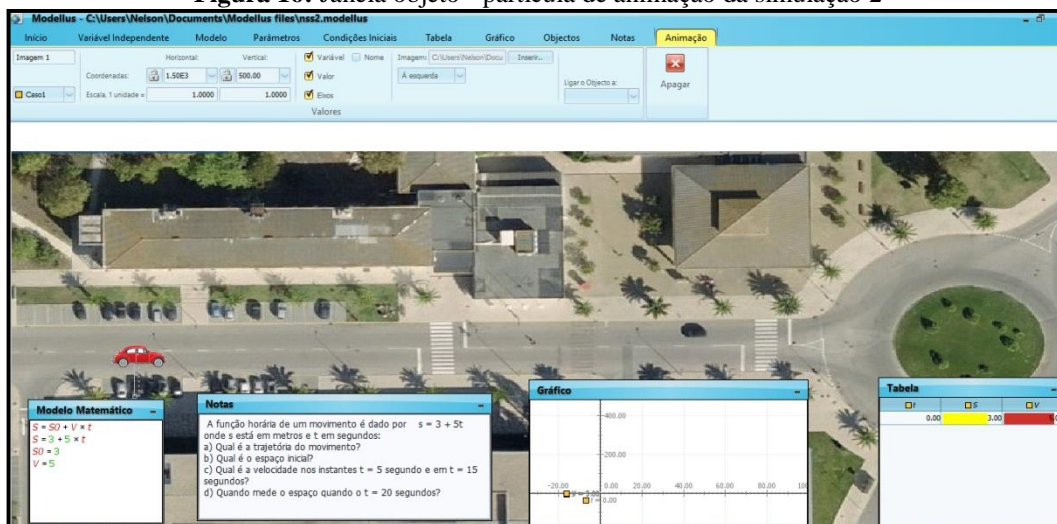 Figura 10: Janela objeto - partícula de animação da simulação 2
Modellus - C:\Users\Nelson\Documents\Modellus files\nss2.modellus
Início Variável Independente Modelo Parâmetros Condições Iniciais Tabela Gráfico Objectos Notas Animação
Imagem 1 Horizontal: Vertical: Variável Nome Imagem: C:\Users\Nelson\Docu Inserir...
Coordenadas: 1.50E3 500.00 Valor À esquerda Ligar o Objecto a: Apagar
Caso1 Escala, 1 unidade = 1.0000 1.0000 Eixos
Valores
Modelo Matemático
S = S0 + V × t
S = 3 + 5 × t
S0 = 3
V = 5
Notas
A função horária de um movimento é dado por s = 3 + 5t
onde s está em metros e t em segundos:
a) Qual é a trajetória do movimento?
b) Qual é o espaço inicial?
c) Qual é a velocidade nos instantes t = 5 segundo e em t = 15
segundos?
d) Quando mede o espaço quando o t = 20 segundos?
Gráfico
400.00
200.00
-20.00 0.00 20.00 40.00 60.00 80.00
t = 0.00
Tabela
t S V
0.00 3.00